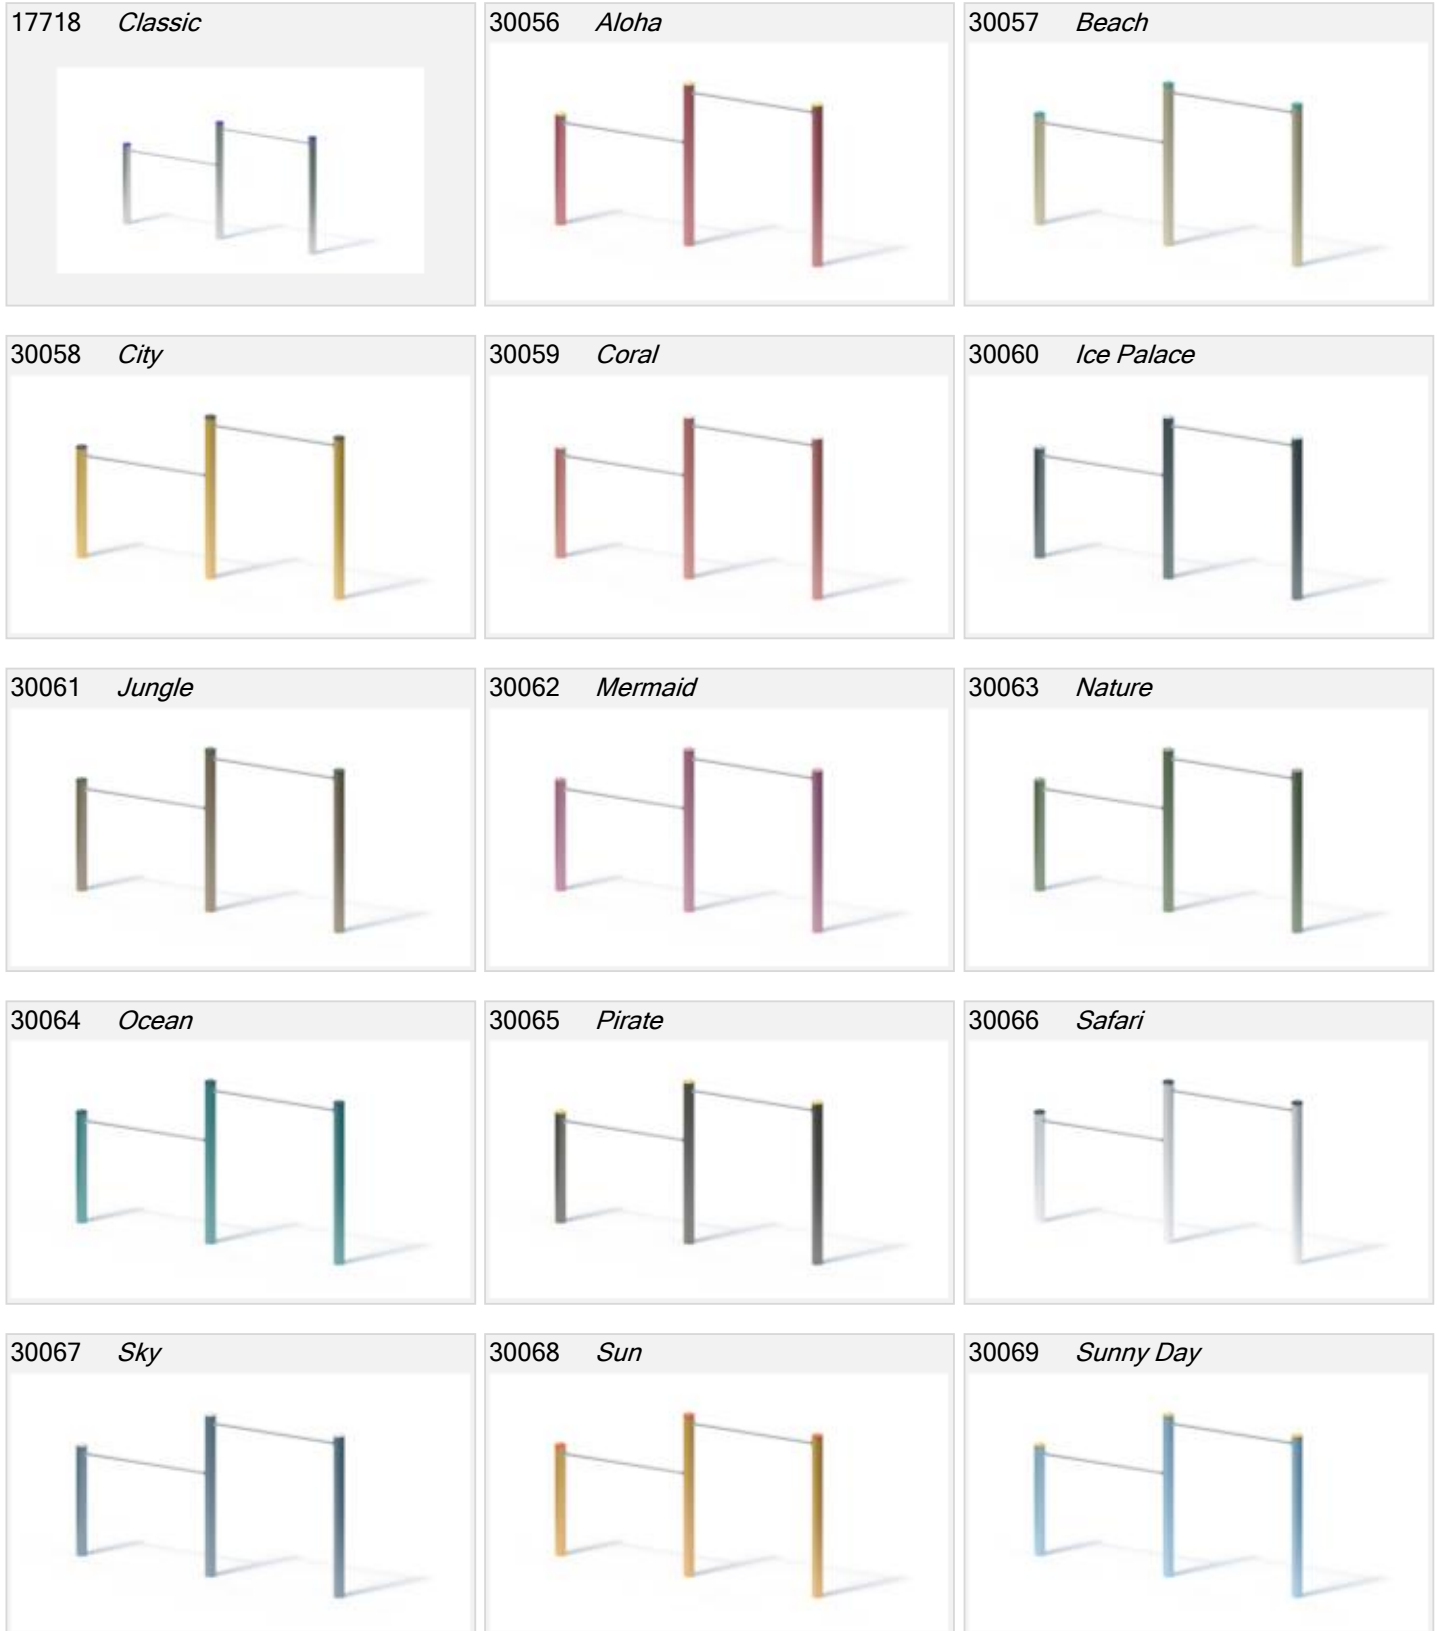 17718 Classic
30056 Aloha
30057 Beach
30058 City
30059 Coral
30060 Ice Palace
30061 Jungle
30062 Mermaid
30063 Nature
30064 Ocean
30065 Pirate
30066 Safari
30067 Sky
30068 Sun
30069 Sunny Day